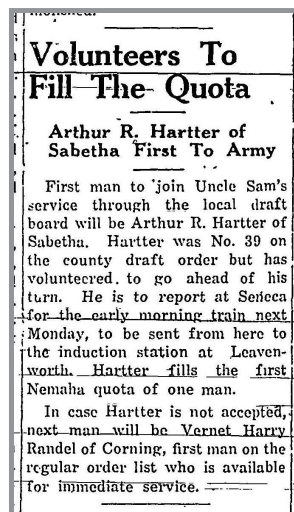 Volunteers To
Fill The Quota
Arthur R. Hartter of
Sabetha First To Army
First man to join Uncle Sam's
service through the local draft
board will be Arthur R. Hartter of
Sabetha. Hartter was No. 39 on
the county draft order but has
volunteered to go ahead of his
turn. He is to report at Seneca
for the early morning train next
Monday, to be sent from here to
the induction station at Leaven-
worth. Hartter fills the first
Nemaha quota of one man.
In case Hartter is not accepted,
next man will be Vernet Harry
Randel of Corning, first man on the
regular order list who is available
for immediate service.